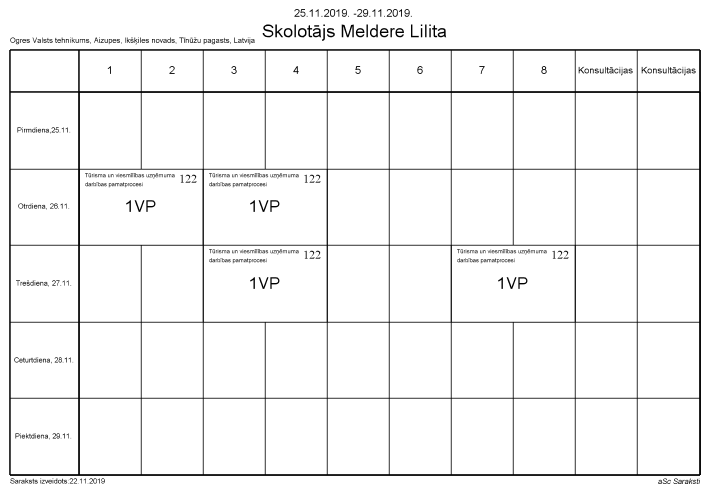 25.11.2019. -29.11.2019.
Skolotājs Meldere Lilita
Ogres Valsts tehnikums, Aizupes, Ikšķiles novads, Tīnūžu pagasts, Latvija
1 2 3 4 5 6 7 8 Konsultācijas Konsultācijas
Pirmdiena,25.11.
Tūrisma un viesmīlības uzņēmuma 122 Tūrisma un viesmīlības uzņēmuma 122
darbības pamatprocesi darbības pamatprocesi
Otrdiena, 26.11. 1VP 1VP
Tūrisma un viesmīlības uzņēmuma 122 Tūrisma un viesmīlības uzņēmuma 122
darbības pamatprocesi darbības pamatprocesi
Trešdiena, 27.11. 1VP 1VP
Ceturtdiena, 28.11.
Piektdiena, 29.11.
Saraksts izveidots:22.11.2019 aSc Saraksti